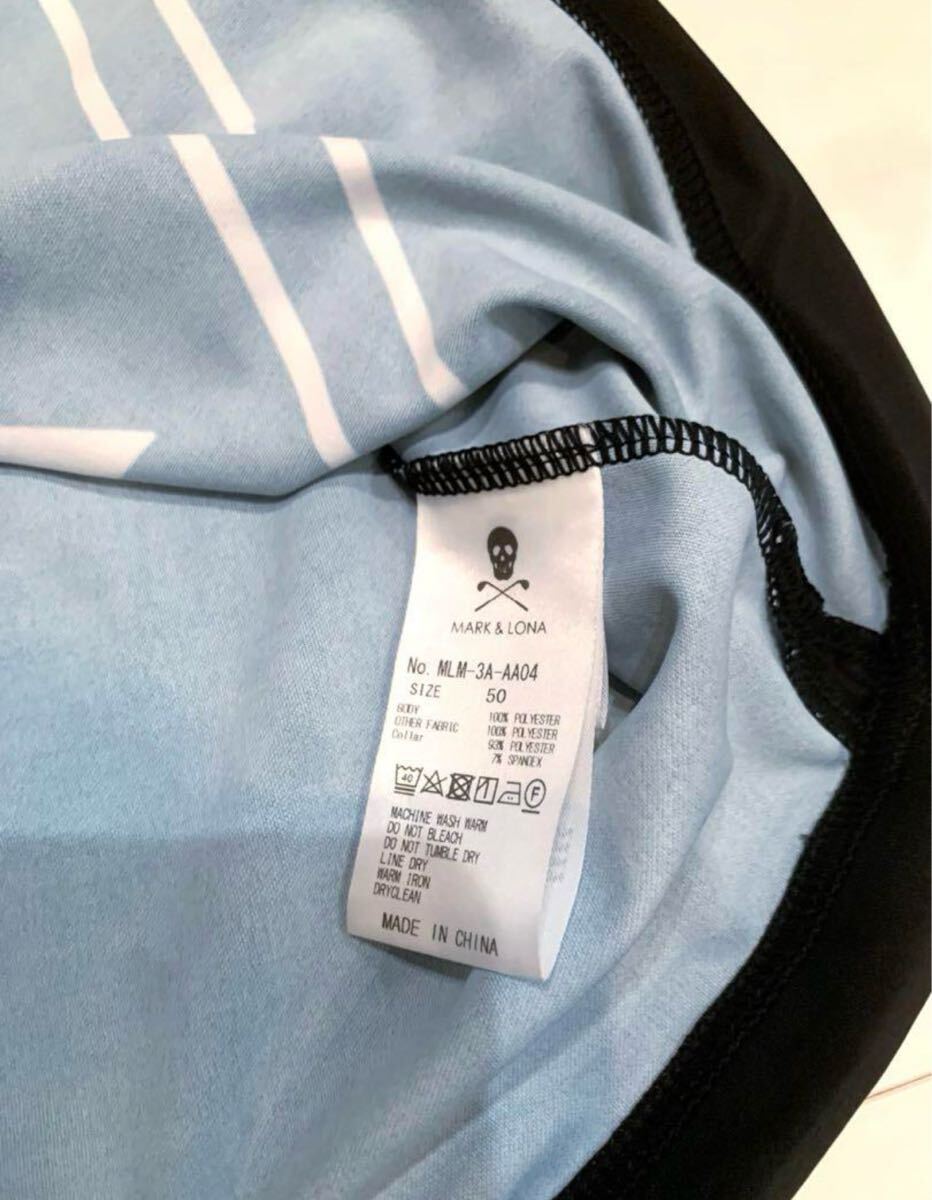 MARK & LONA
No. MLM-3A-AA04
SIZE 50
BODY 100% POLYESTER
OTHER FABRIC 100% POLYESTER
Collar 93% POLYESTER
7% SPANDEX
40 F
MACHINE WASH WARM
DO NOT BLEACH
DO NOT TUMBLE DRY
LINE DRY
WARM IRON
DRYCLEAN
MADE IN CHINA